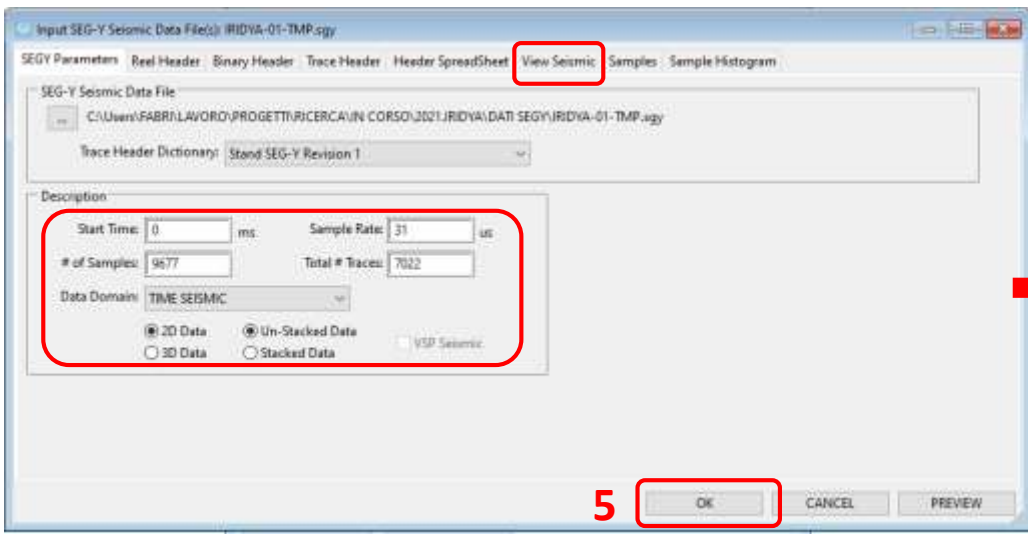 Input SEG-Y Seismic Data File(s): IRIDYA-01-TMP.sgy
SEGY Parameters Reel Header Binary Header Trace Header Header SpreadSheet View Seismic Samples Sample Histogram
SEG-Y Seismic Data File
... C:\Users\FABRI\LAVORO\PROGETTI\RICERCA\IN CORSO\2021.IRIDYA\DATI SEGY\IRIDYA-01-TMP.sgy
Trace Header Dictionary: Stand SEG-Y Revision 1
Description
Start Time: 0 ms Sample Rate: 31 us
# of Samples: 9677 Total # Traces: 7022
Data Domain: TIME SEISMIC
2D Data Un-Stacked Data VSP Seismic
3D Data Stacked Data
5 OK CANCEL PREVIEW